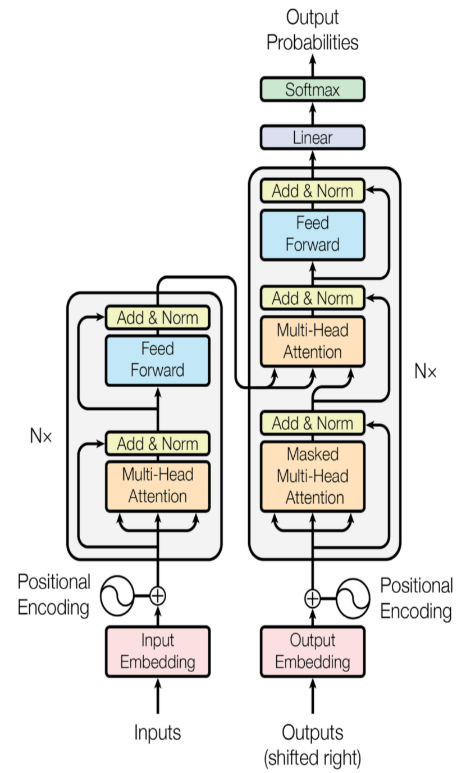 Output
Probabilities
Softmax
Linear
Add & Norm
Feed
Forward
Add & Norm
Multi-Head
Attention
Add & Norm
Masked
Multi-Head
Attention
N×
Add & Norm
Feed
Forward
Add & Norm
Multi-Head
Attention
N×
Positional
Encoding
Positional
Encoding
Input
Embedding
Output
Embedding
Inputs
Outputs
(shifted right)